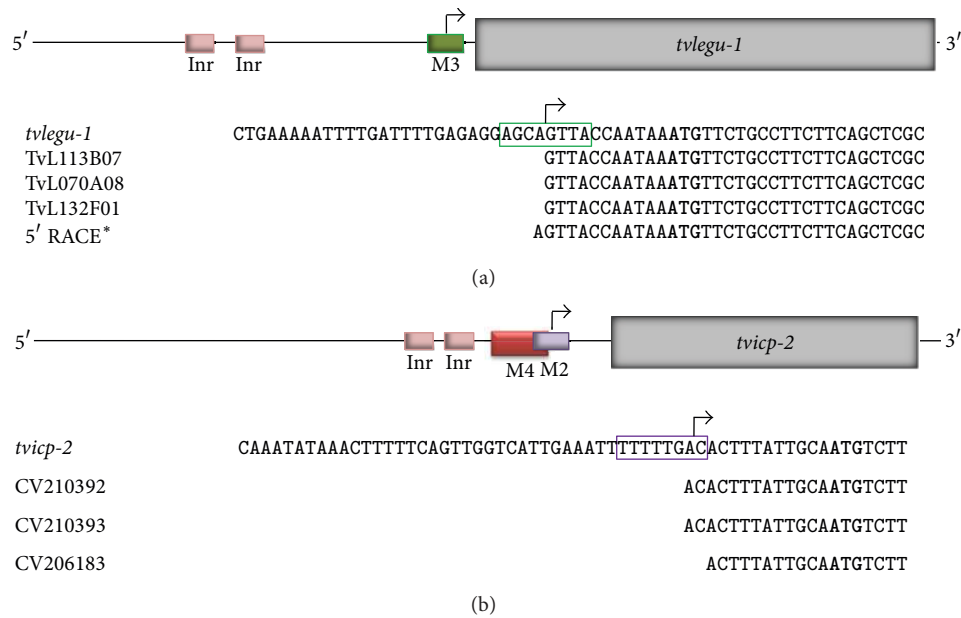 5′ tvlegu-1 3′
Inr Inr M3
tvlegu-1 CTGAAAAATTTTGATTTTGAGAGGAGCAGTTACCAATAAATGTTCTGCCTTCTTCAGCTCGC
TvL113B07 GTTACCAATAAATGTTCTGCCTTCTTCAGCTCGC
TvL070A08 GTTACCAATAAATGTTCTGCCTTCTTCAGCTCGC
TvL132F01 GTTACCAATAAATGTTCTGCCTTCTTCAGCTCGC
5′ RACE* AGTTACCAATAAATGTTCTGCCTTCTTCAGCTCGC
(a)
5′ tvicp-2 3′
Inr Inr M4 M2
tvicp-2 CAAATATAAACTTTTTCAGTTGGTCATTGAAATTTTTTTGACACTTTATTGCAATGTCTT
CV210392 ACACTTTATTGCAATGTCTT
CV210393 ACACTTTATTGCAATGTCTT
CV206183 ACTTTATTGCAATGTCTT
(b)